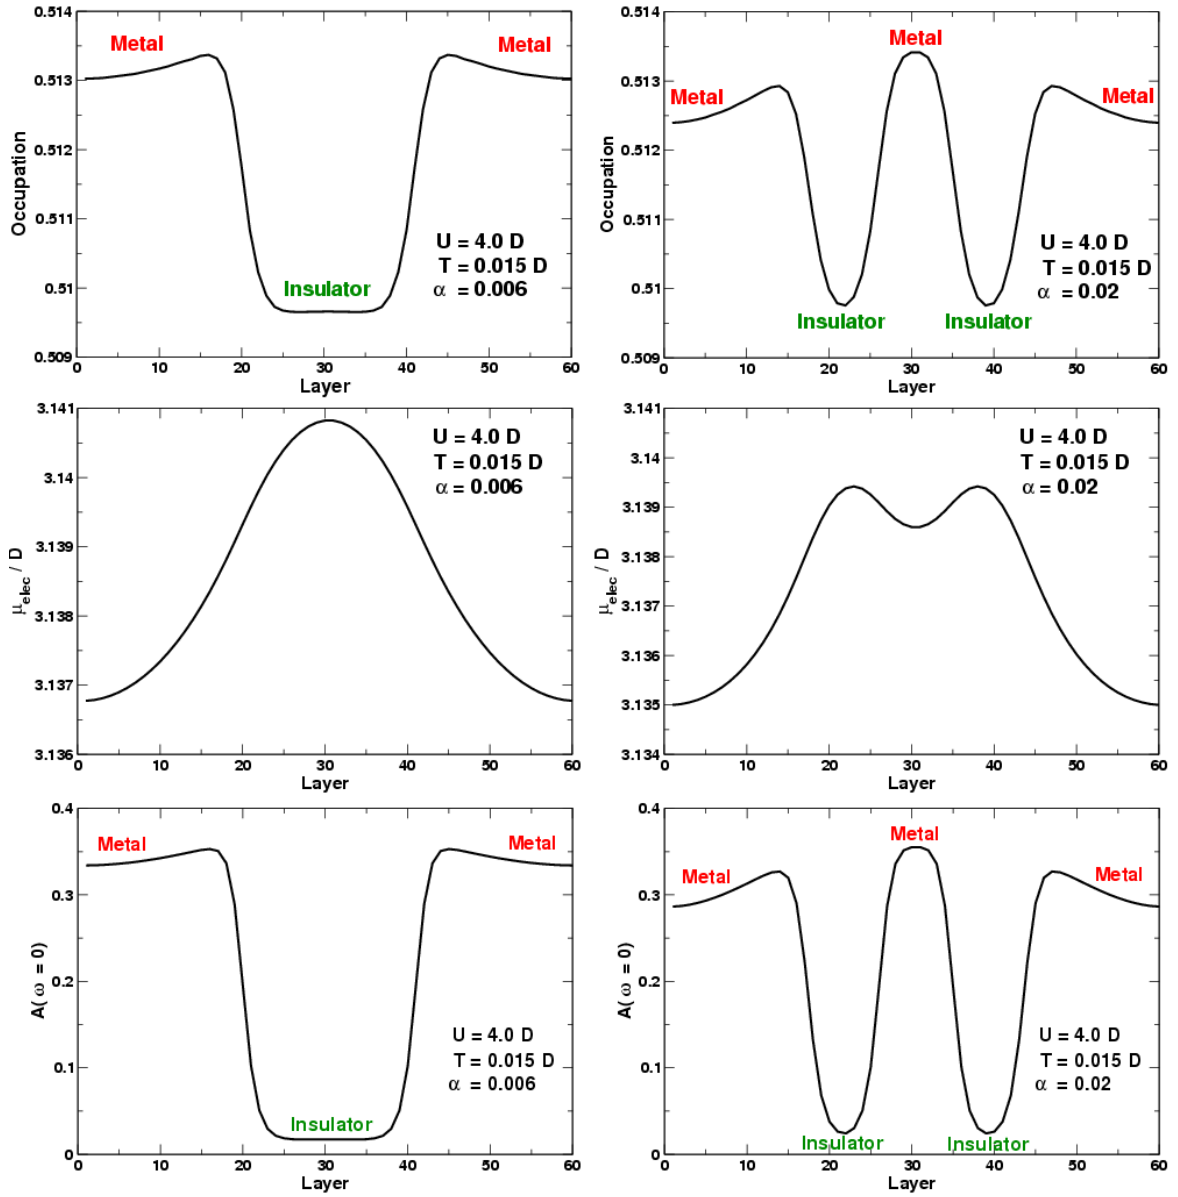 0.514
0.513
0.512
0.511
0.51
0.509
Occupation
Metal
Metal
Insulator
U = 4.0 D
T = 0.015 D
α = 0.006
0 10 20 30 40 50 60
Layer
0.514
0.513
0.512
0.511
0.51
0.509
Occupation
Metal
Metal
Metal
Insulator
Insulator
U = 4.0 D
T = 0.015 D
α = 0.02
0 10 20 30 40 50 60
Layer
3.141
3.14
3.139
3.138
3.137
3.136
μelec / D
U = 4.0 D
T = 0.015 D
α = 0.006
0 10 20 30 40 50 60
Layer
3.141
3.14
3.139
3.138
3.137
3.136
3.135
3.134
μelec / D
U = 4.0 D
T = 0.015 D
α = 0.02
0 10 20 30 40 50 60
Layer
0.4
0.3
0.2
0.1
0
A( ω = 0)
Metal
Metal
Insulator
U = 4.0 D
T = 0.015 D
α = 0.006
0 10 20 30 40 50 60
Layer
0.4
0.3
0.2
0.1
0
A( ω = 0)
Metal
Metal
Metal
Insulator
Insulator
U = 4.0 D
T = 0.015 D
α = 0.02
0 10 20 30 40 50 60
Layer